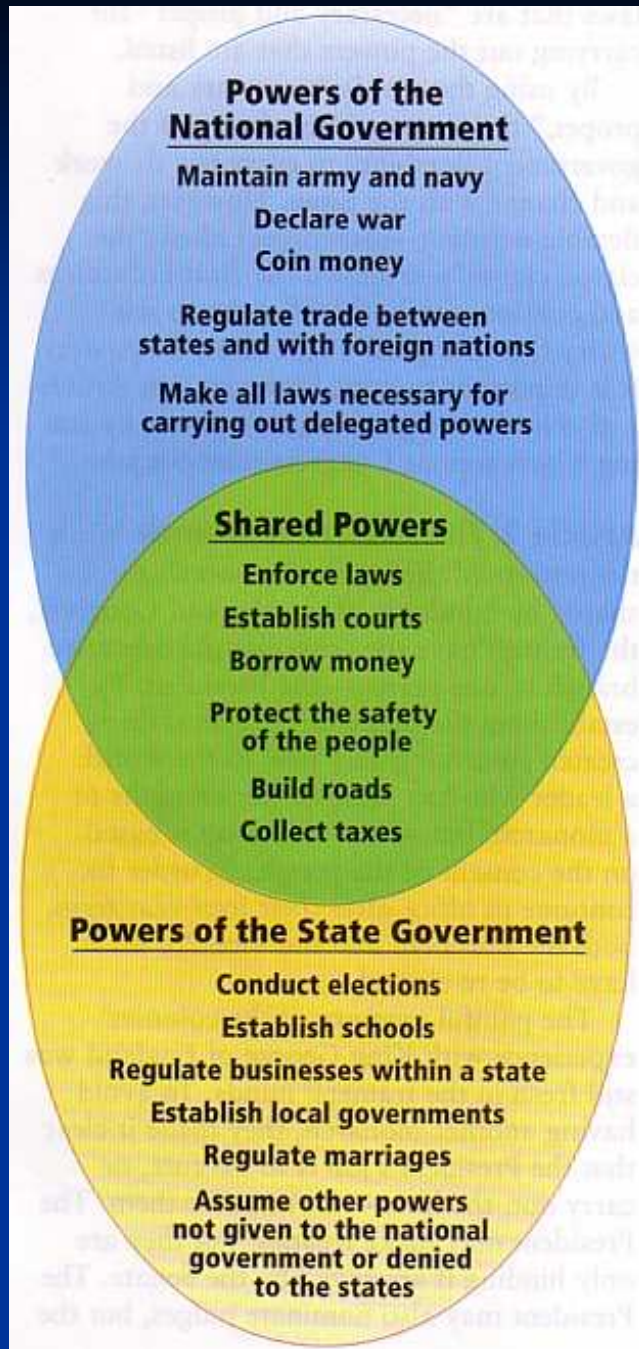 Powers of the
National Government
Maintain army and navy
Declare war
Coin money
Regulate trade between
states and with foreign nations
Make all laws necessary for
carrying out delegated powers
Shared Powers
Enforce laws
Establish courts
Borrow money
Protect the safety
of the people
Build roads
Collect taxes
Powers of the State Government
Conduct elections
Establish schools
Regulate businesses within a state
Establish local governments
Regulate marriages
Assume other powers
not given to the national
government or denied
to the states